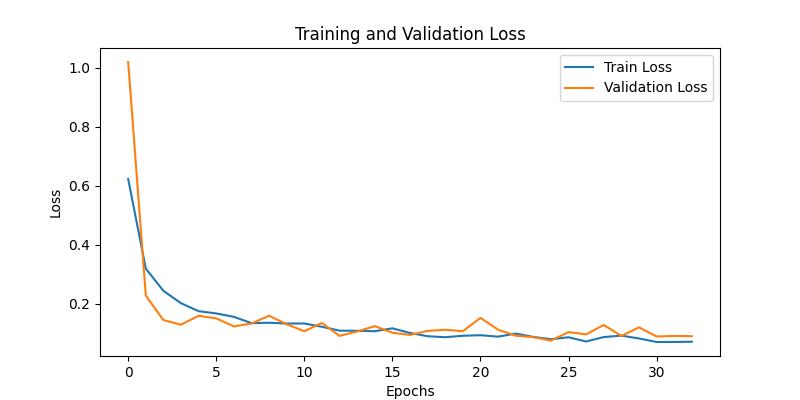 Training and Validation Loss
Train Loss
Validation Loss
1.0
0.8
0.6
0.4
0.2
Loss
0 5 10 15 20 25 30
Epochs